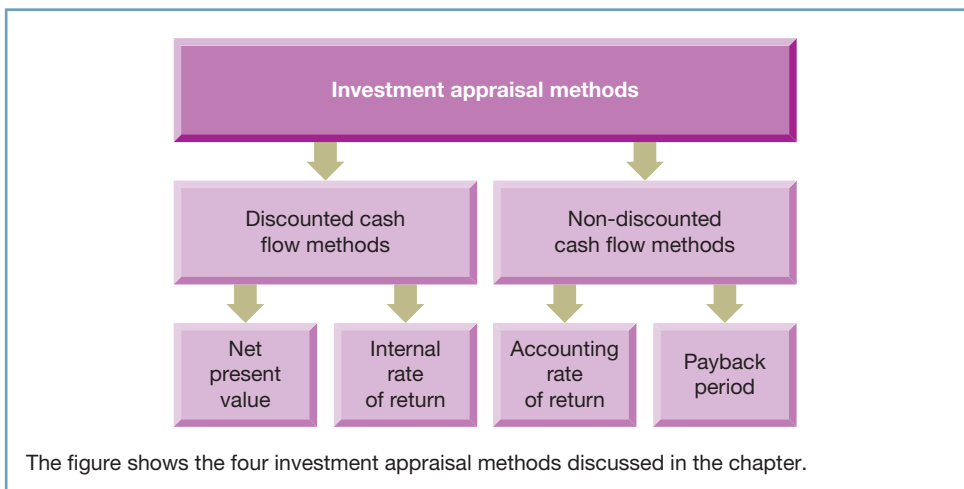 Investment appraisal methods
Discounted cash
flow methods
Non-discounted
cash flow methods
Net
present
value
Internal
rate
of return
Accounting
rate
of return
Payback
period
The figure shows the four investment appraisal methods discussed in the chapter.